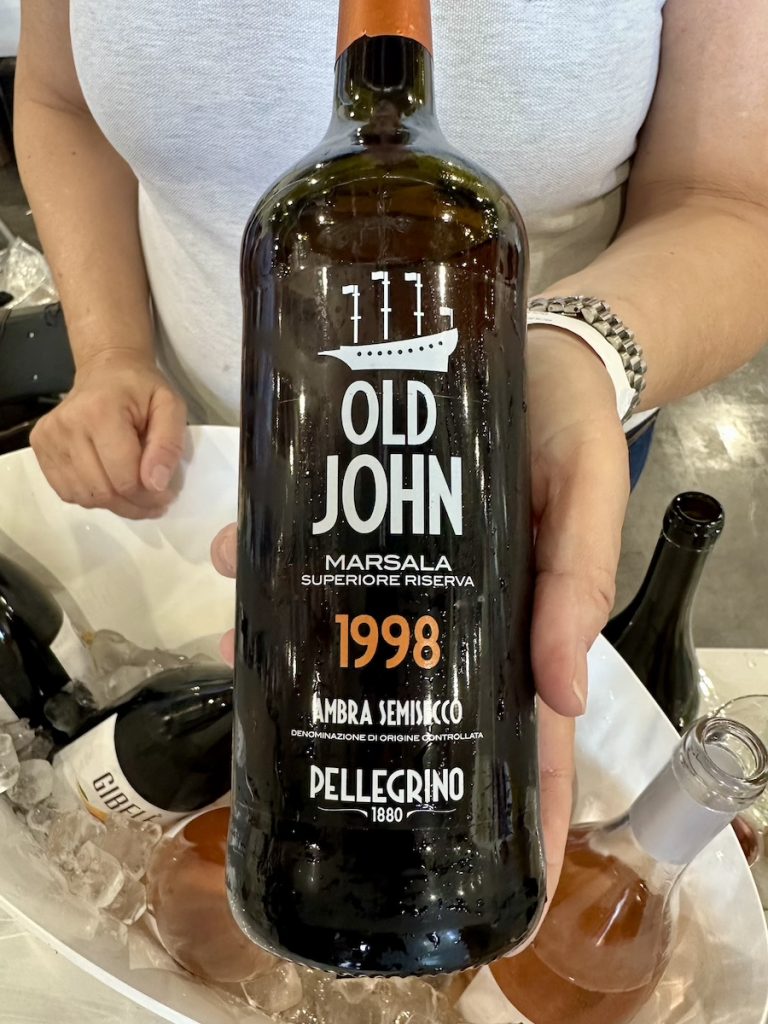 OLD
JOHN
MARSALA
SUPERIORE RISERVA
1998
AMBRA SEMISECCO
DENOMINAZIONE DI ORIGINE CONTROLLATA
PELLEGRINO
1880